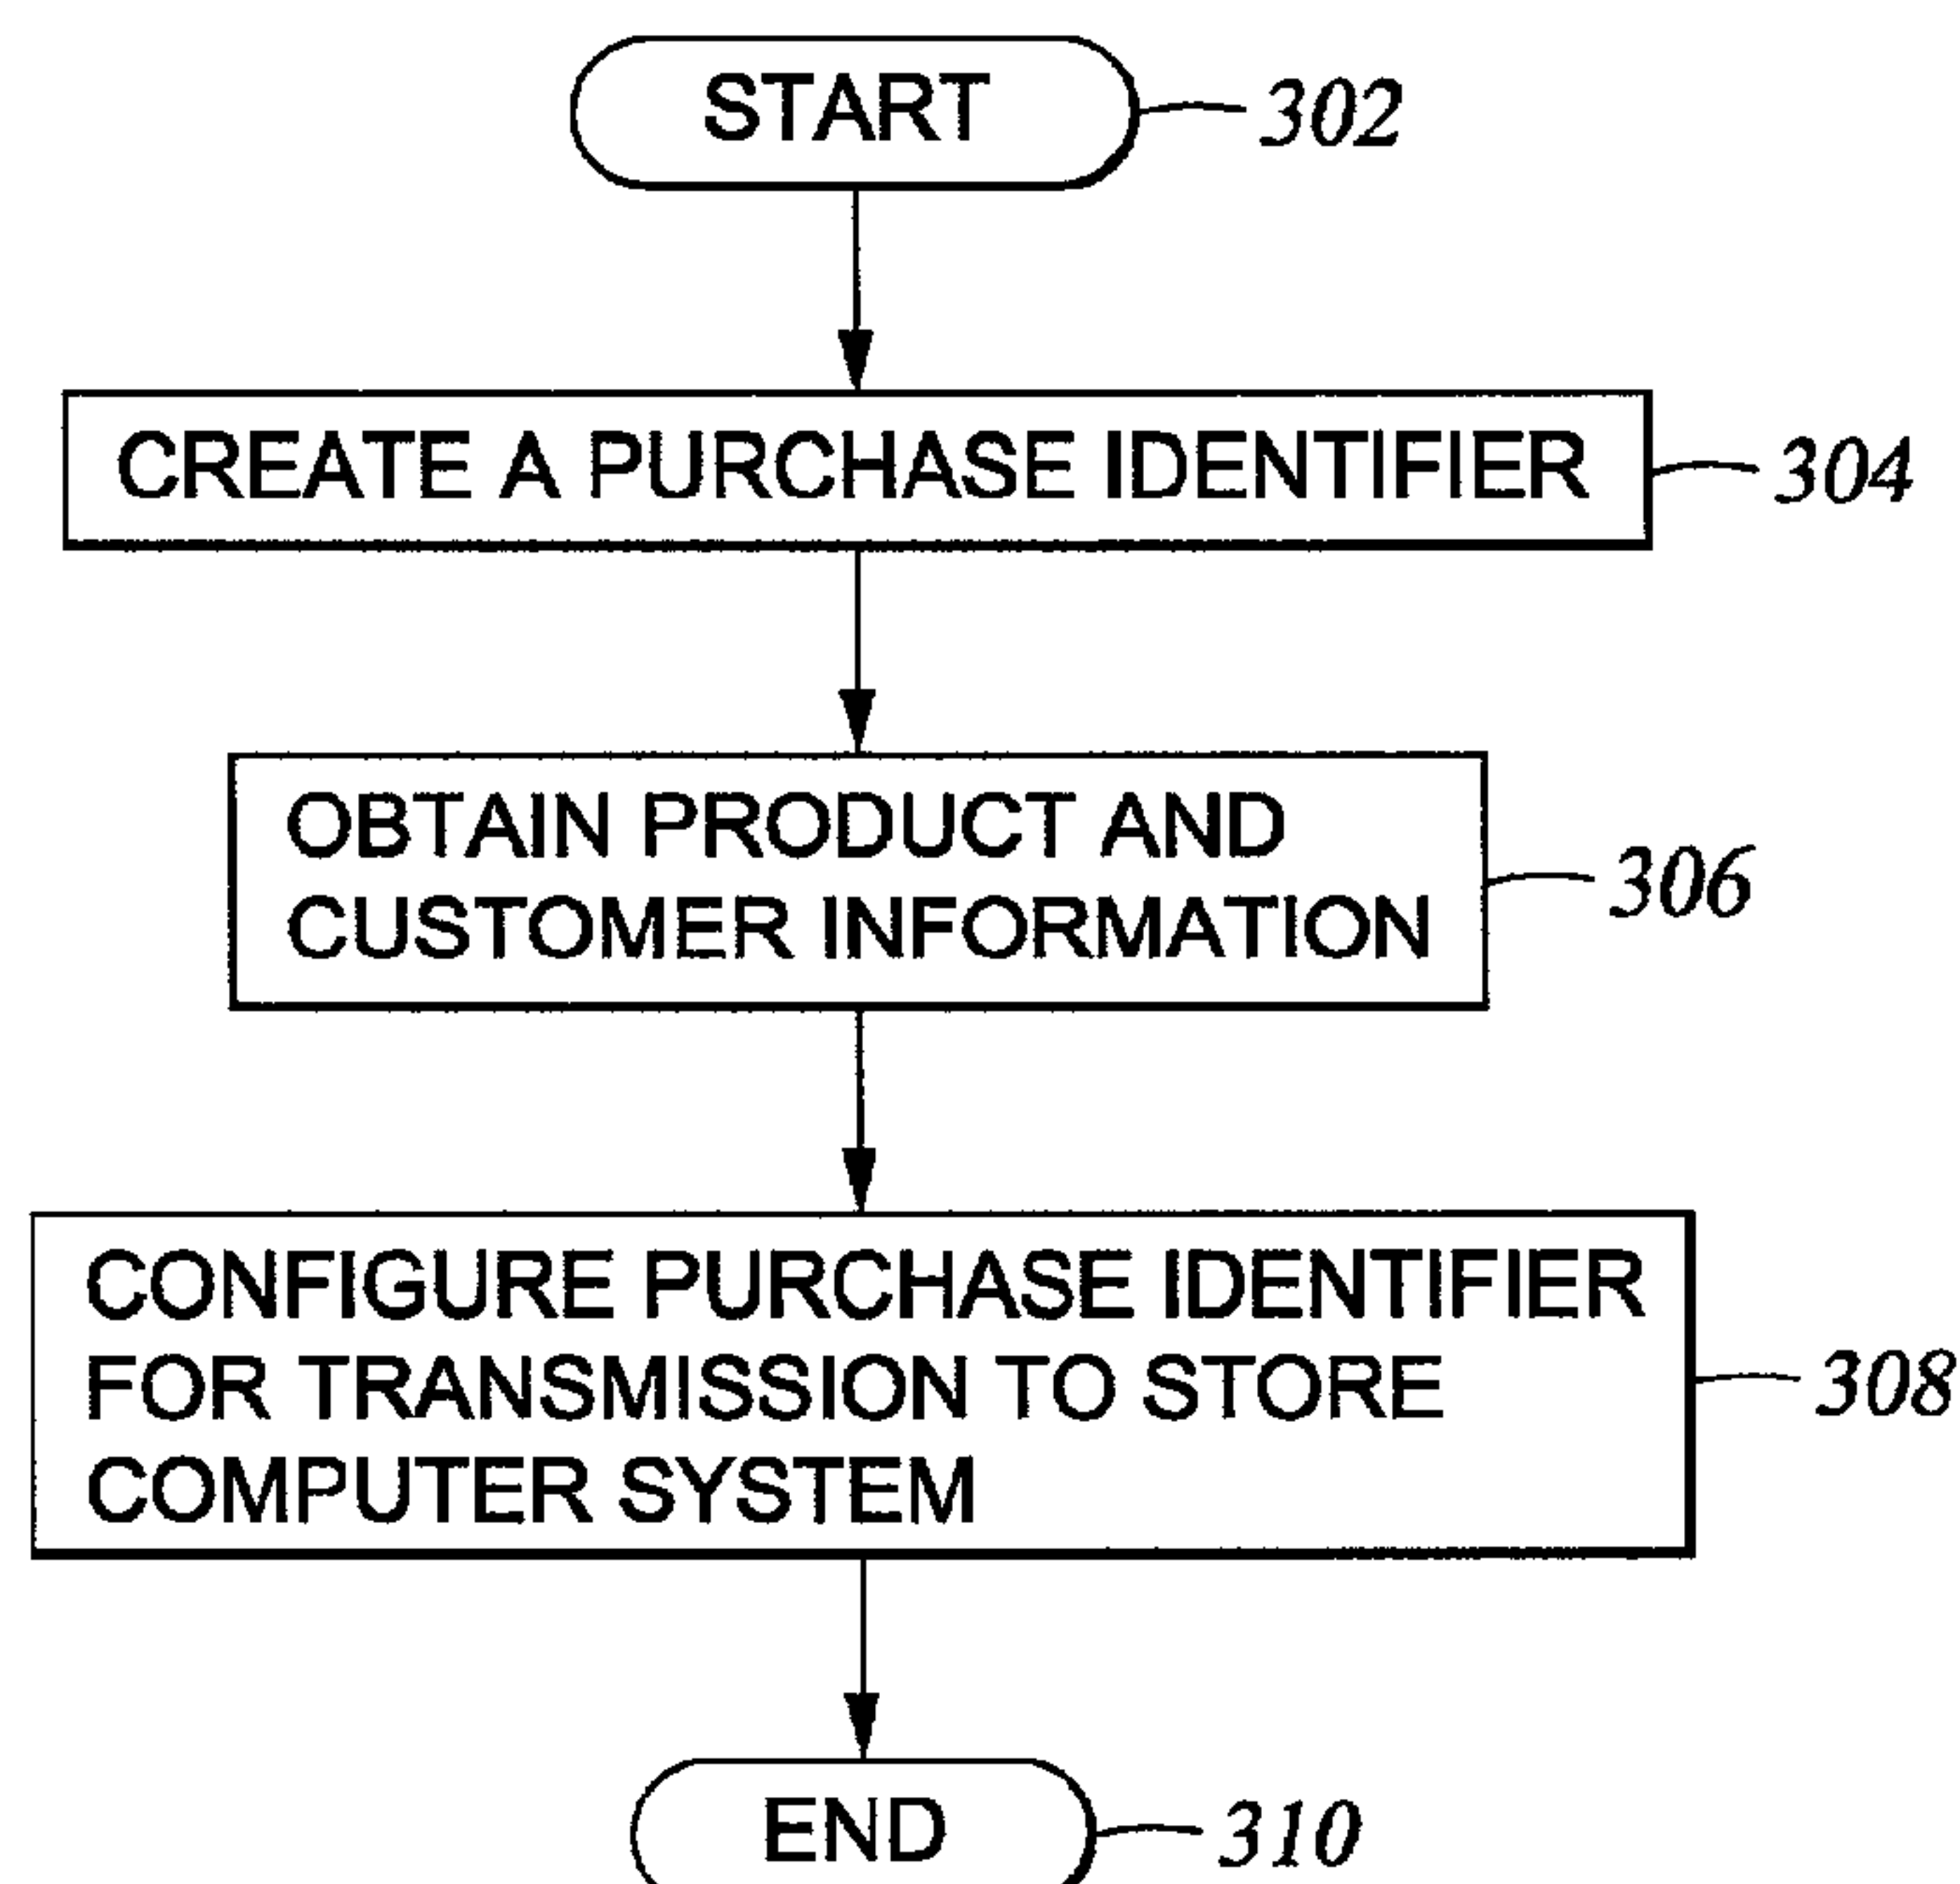 START
302
CREATE A PURCHASE IDENTIFIER
304
OBTAIN PRODUCT AND
CUSTOMER INFORMATION
306
CONFIGURE PURCHASE IDENTIFIER
FOR TRANSMISSION TO STORE
COMPUTER SYSTEM
308
END
310